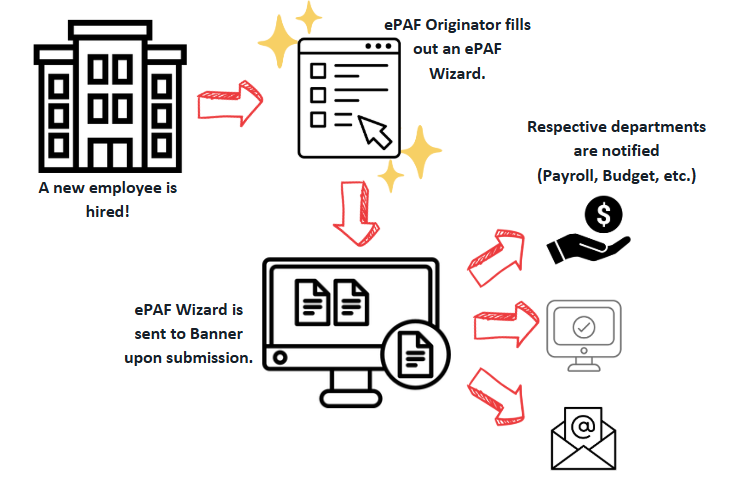 A new employee is
hired!
ePAF Originator fills
out an ePAF
Wizard.
ePAF Wizard is
sent to Banner
upon submission.
Respective departments
are notified
(Payroll, Budget, etc.)
$
@